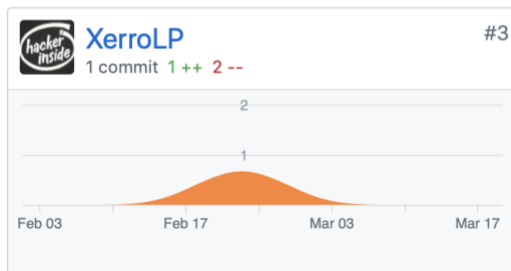 hacker
inside
XerroLP
#3
1 commit 1 ++ 2 --
2
1
Feb 03 Feb 17 Mar 03 Mar 17